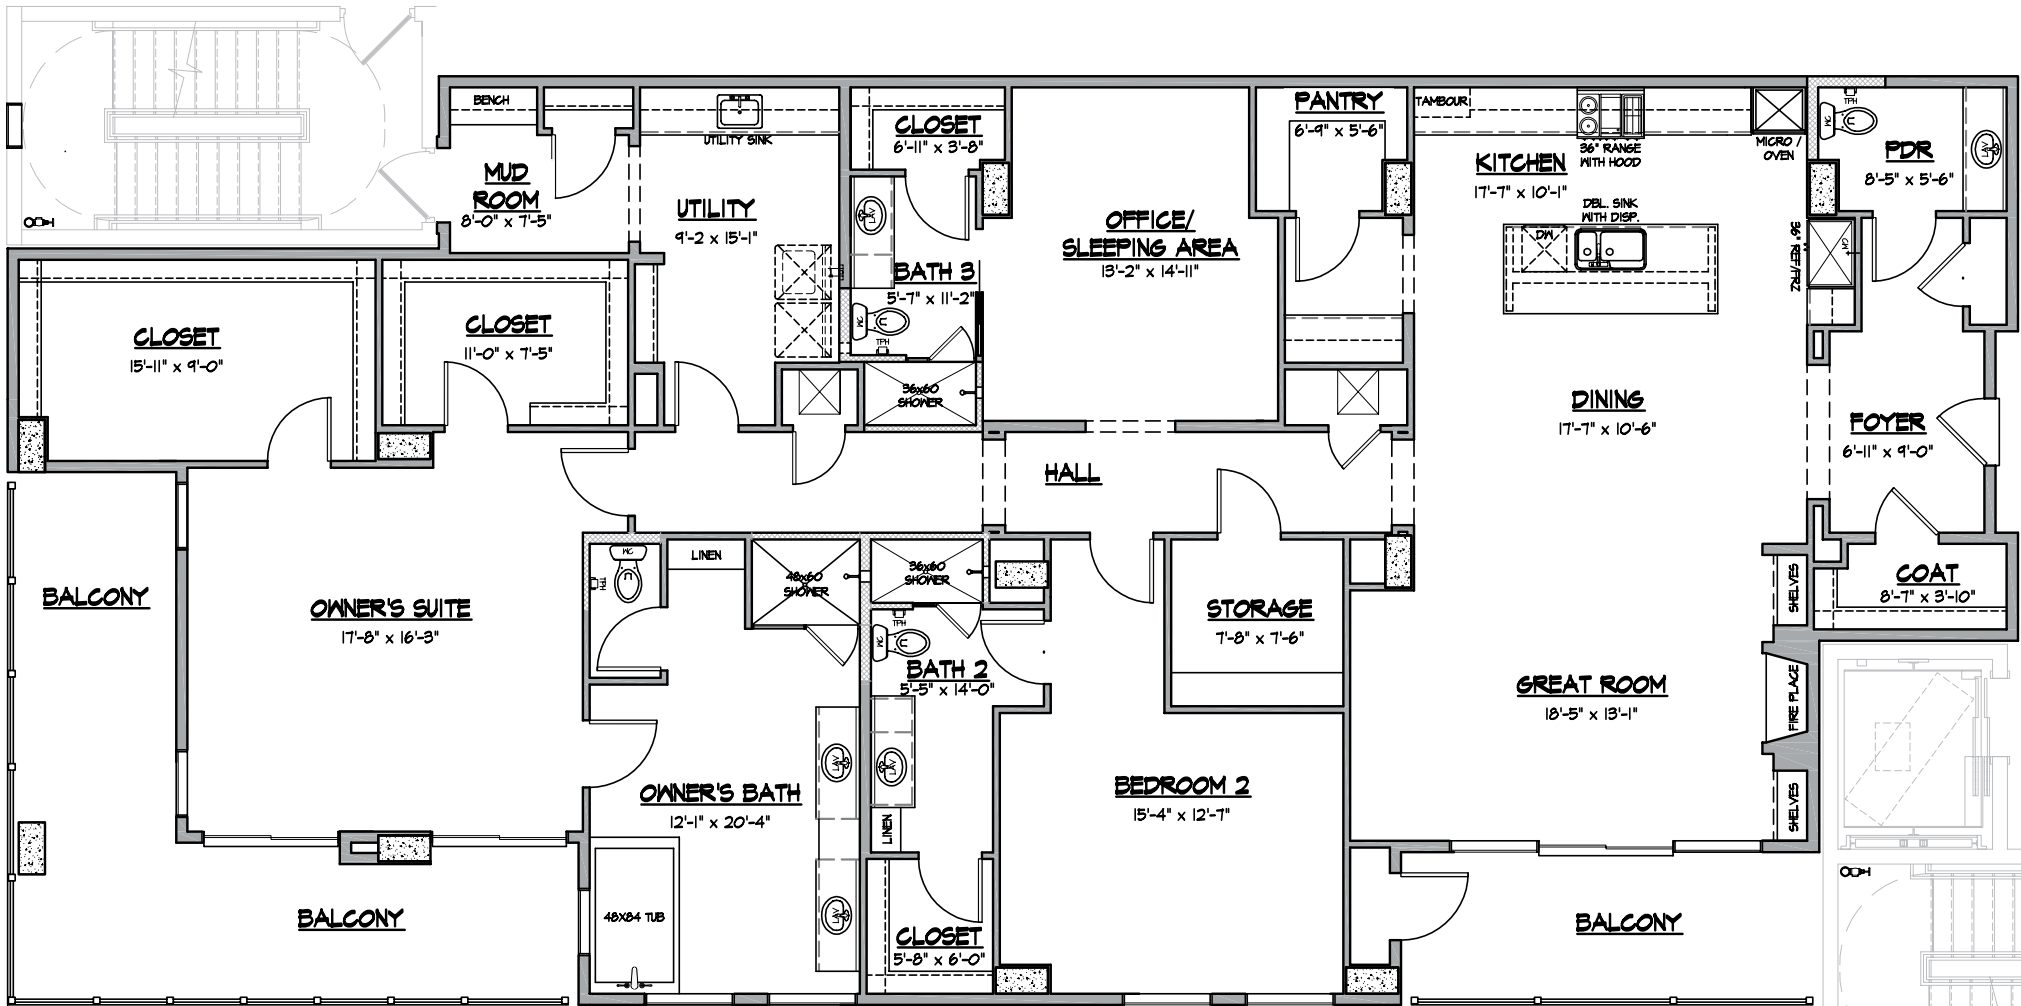 BENCH
MUD
ROOM
8'-0" x 7'-5"
UTILITY SINK
UTILITY
9'-2 x 15'-1"
CLOSET
6'-11" x 3'-8"
LAV
BATH 3
5'-7" x 11'-2"
WC
TPH
36x60
SHOWER
OFFICE/
SLEEPING AREA
13'-2" x 14'-11"
PANTRY
6'-9" x 5'-6"
TAMBOUR
36" RANGE
WITH HOOD
MICRO /
OVEN
KITCHEN
17'-7" x 10'-1"
DBL. SINK
WITH DISP.
DW
36" REF/FRZ
CW
TPH
WC
LAV
PDR
8'-5" x 5'-6"
CLOSET
15'-11" x 9'-0"
CLOSET
11'-0" x 7'-5"
DINING
17'-7" x 10'-6"
FOYER
6'-11" x 9'-0"
HALL
BALCONY
OWNER'S SUITE
17'-8" x 16'-3"
WC
TPH
LINEN
48x60
SHOWER
36x60
SHOWER
TPH
WC
BATH 2
5'-5" x 14'-0"
LAV
LINEN
STORAGE
7'-8" x 7'-6"
SHELVES
COAT
8'-7" x 3'-10"
GREAT ROOM
18'-5" x 13'-1"
FIRE PLACE
SHELVES
OWNER'S BATH
12'-1" x 20'-4"
LAV
LAV
BEDROOM 2
15'-4" x 12'-7"
BALCONY
48X84 TUB
CLOSET
5'-8" x 6'-0"
BALCONY